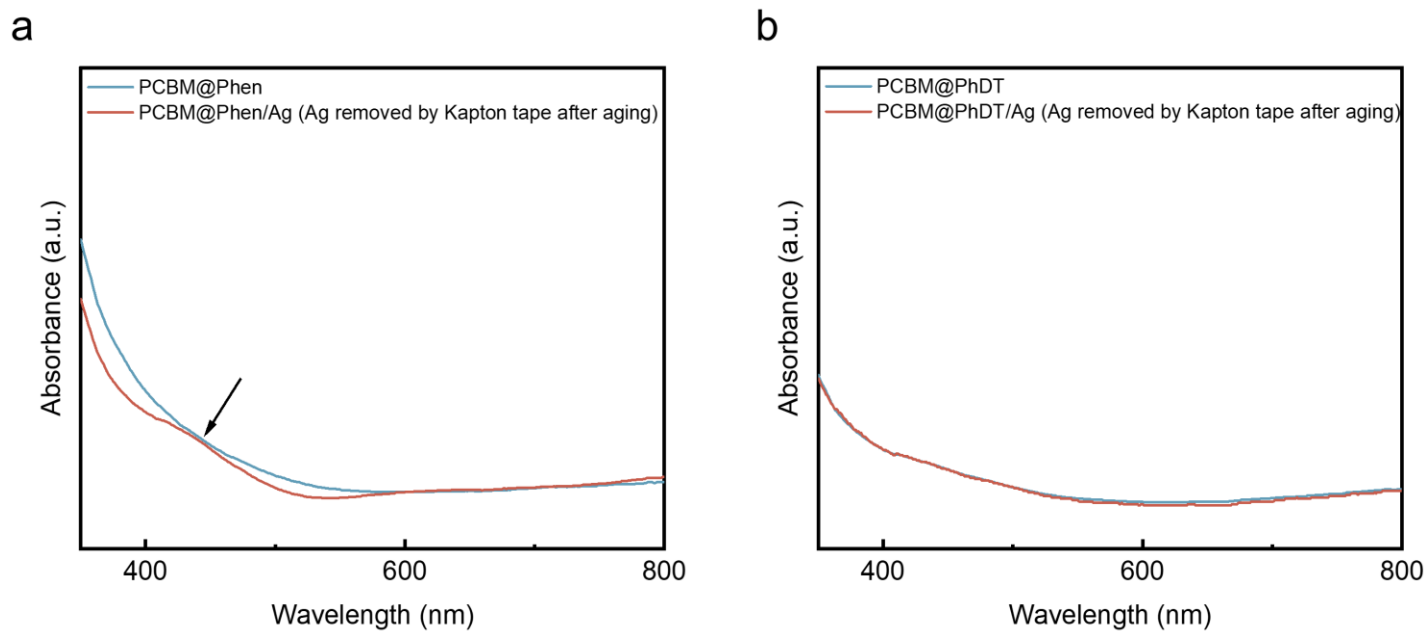 a
PCBM@Phen
PCBM@Phen/Ag (Ag removed by Kapton tape after aging)
Absorbance (a.u.)
400
600
800
Wavelength (nm)
b
PCBM@PhDT
PCBM@PhDT/Ag (Ag removed by Kapton tape after aging)
Absorbance (a.u.)
400
600
800
Wavelength (nm)